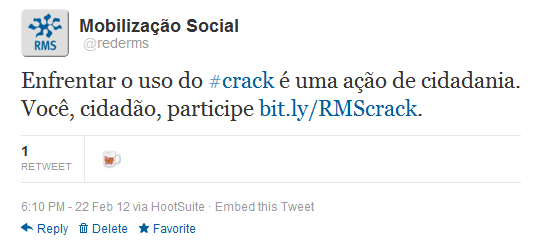 RMS
Mobilização Social
@rederms
Enfrentar o uso do #crack é uma ação de cidadania.
Você, cidadão, participe bit.ly/RMScrack.
1
RETWEET
6:10 PM - 22 Feb 12 via HootSuite · Embed this Tweet
Reply Delete Favorite